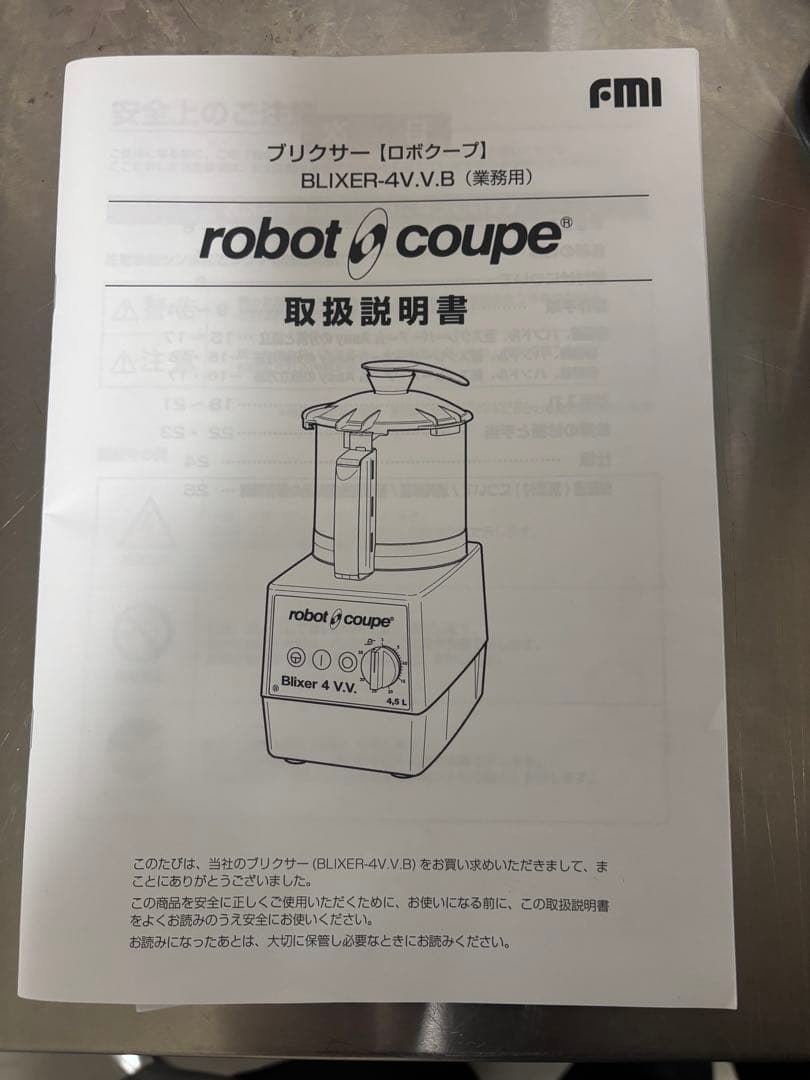 FMI
ブリクサー【ロボクープ】
BLIXER-4V.V.B（業務用）
robot coupe®
取扱説明書
robot coupe®
Blixer 4 V.V.
4,5 L
このたびは、当社のブリクサー(BLIXER-4V.V.B)をお買い求めいただきまして、ま
ことにありがとうございました。
この商品を安全に正しくご使用いただくために、お使いになる前に、この取扱説明書
をよくお読みのうえ安全にお使いください。
お読みになったあとは、大切に保管し必要なときにお読みください。